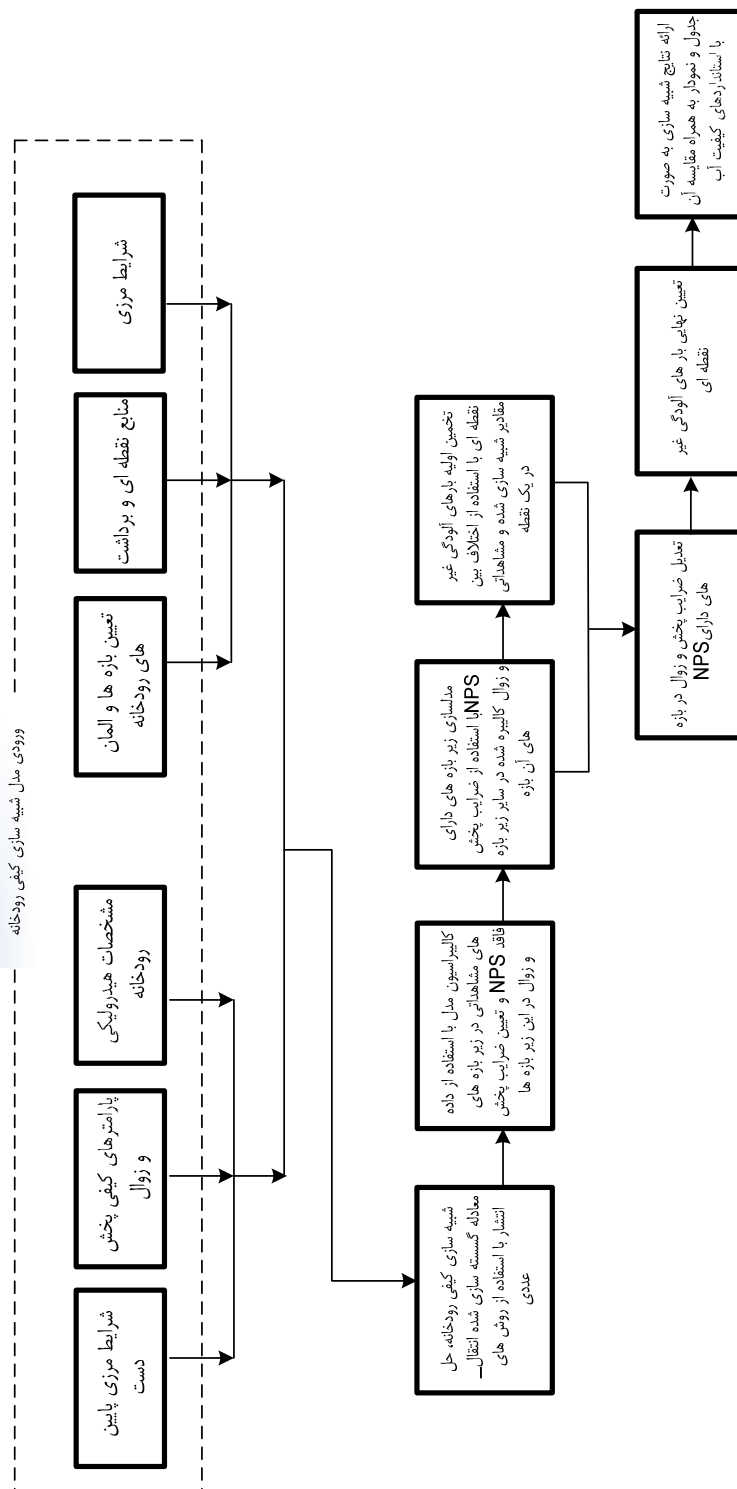 ورودی مدل شبیه سازی کیفی رودخانه
شرایط مرزی
منابع نقطه ای و برداشت
تعیین بازه ها و المان
های رودخانه
مشخصات هیدرولیکی
رودخانه
پارامترهای کیفی پخش
و زوال
شرایط مرزی پایین
دست
شبیه سازی کیفی رودخانه، حل
معادله گسسته سازی شده انتقال_
انتشار با استفاده از روش های
عددی
کالیبراسیون مدل با استفاده از داده
های مشاهداتی در زیر بازه های
فاقد NPS و تعیین ضرایب پخش
و زوال در این زیر بازه ها
مدلسازی زیر بازه های دارای
NPSبا استفاده از ضرایب پخش
و زوال کالیبره شده در سایر زیر بازه
های آن بازه
تخمین اولیه بارهای آلودگی غیر
نقطه ای با استفاده از اختلاف بین
مقادیر شبیه سازی شده و مشاهداتی
در یک نقطه
تعدیل ضرایب پخش و زوال در بازه
های دارایNPS
تعیین نهایی بار های آلودگی غیر
نقطه ای
ارائه نتایج شبیه سازی به صورت
جدول و نمودار به همراه مقایسه آن
با استانداردهای کیفیت آب